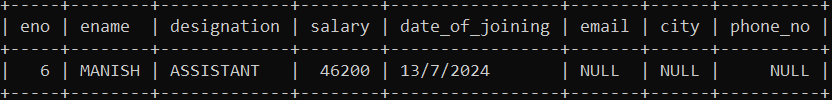 | eno | ename | designation | salary | date_of_joining | email | city | phone_no |
| 6 | MANISH | ASSISTANT | 46200 | 13/7/2024 | NULL | NULL | NULL |